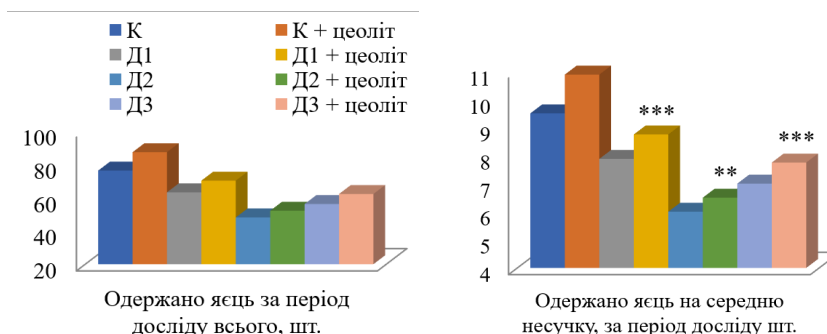 К
К + цеоліт
Д1
Д1 + цеоліт
Д2
Д2 + цеоліт
Д3
Д3 + цеоліт
100
80
60
40
20
Одержано яєць за період
досліду всього, шт.
11
10
9
8
7
6
5
4
***
**
***
Одержано яєць на середню
несучку, за період досліду шт.